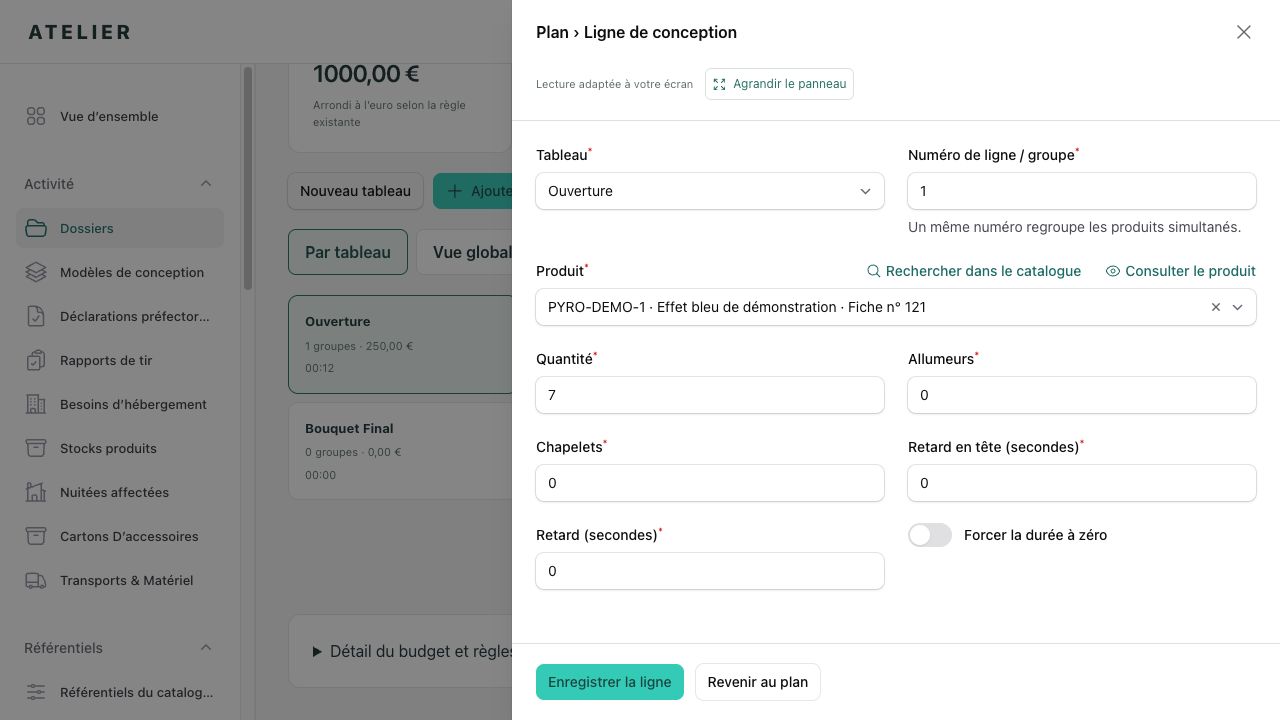 ATELIER
Vue d'ensemble
Activité
Dossiers
Modèles de conception
Déclarations préfector...
Rapports de tir
Besoins d'hébergement
Stocks produits
Nuitées affectées
Cartons D'accessoires
Transports & Matériel
Référentiels
Référentiels du catalog...
1000,00 €
Arrondi à l'euro selon la règle
existante
Nouveau tableau
Ajoute
Par tableau
Vue global
Ouverture
1 groupes · 250,00 €
00:12
Bouquet Final
0 groupes · 0,00 €
00:00
Détail du budget et règles
Plan › Ligne de conception
Lecture adaptée à votre écran
Agrandir le panneau
Tableau*
Ouverture
Numéro de ligne / groupe*
1
Un même numéro regroupe les produits simultanés.
Produit*
Rechercher dans le catalogue
Consulter le produit
PYRO-DEMO-1 · Effet bleu de démonstration · Fiche n° 121
Quantité*
7
Allumeurs*
0
Chapelets*
0
Retard en tête (secondes)*
0
Retard (secondes)*
0
Forcer la durée à zéro
Enregistrer la ligne
Revenir au plan